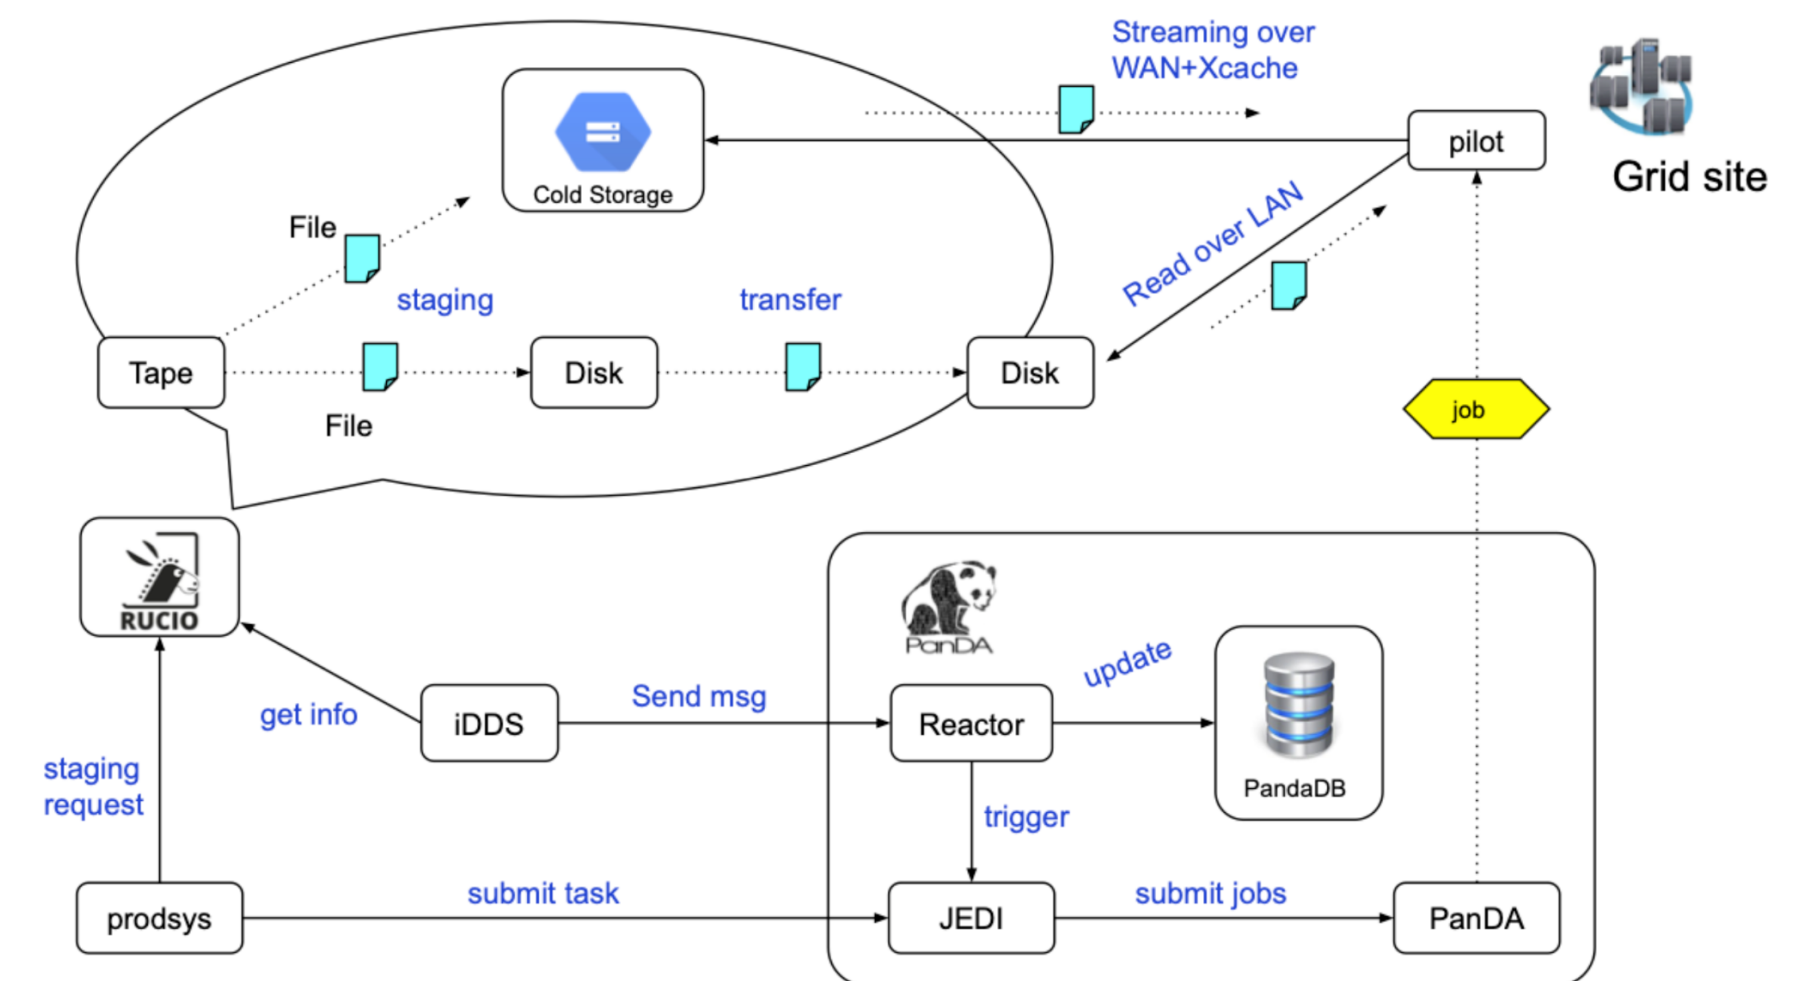 Streaming over
WAN+Xcache
Cold Storage
pilot
Grid site
File
Read over LAN
staging
transfer
Tape
Disk
Disk
File
job
RUCIO
PanDA
update
get info
iDDS
Send msg
Reactor
PandaDB
staging
request
trigger
prodsys
submit task
JEDI
submit jobs
PanDA